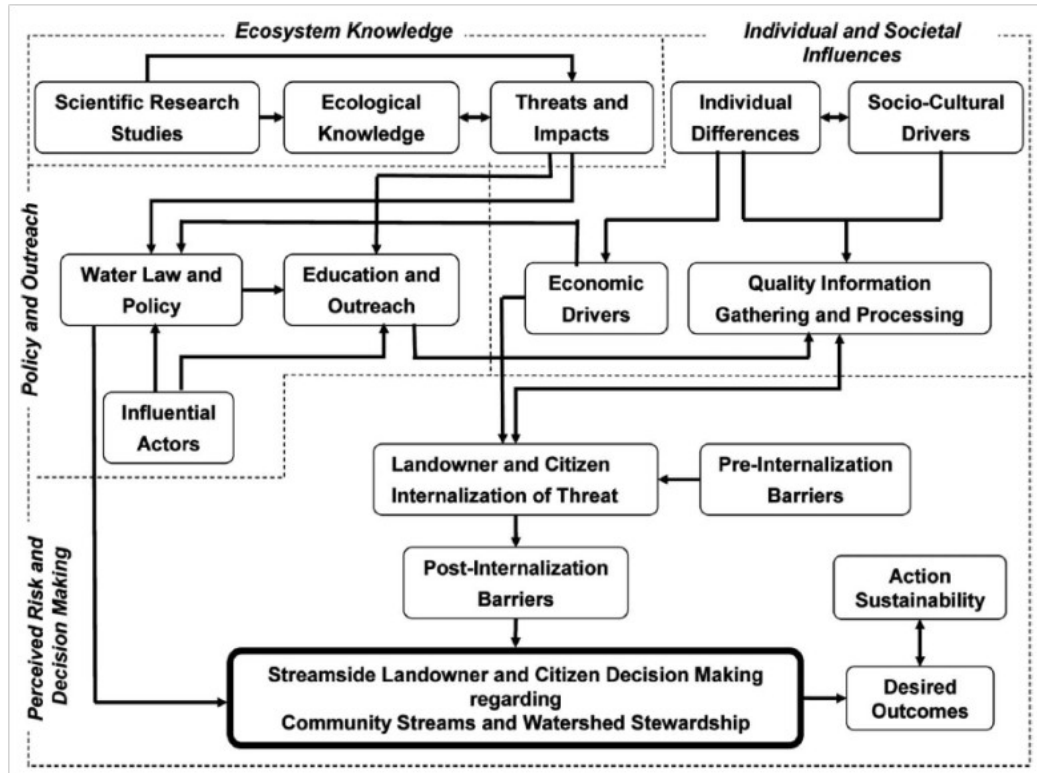 Ecosystem Knowledge
Individual and Societal
Influences
Scientific Research
Studies
Ecological
Knowledge
Threats and
Impacts
Individual
Differences
Socio-Cultural
Drivers
Policy and Outreach
Water Law and
Policy
Education and
Outreach
Economic
Drivers
Quality Information
Gathering and Processing
Influential
Actors
Landowner and Citizen
Internalization of Threat
Pre-Internalization
Barriers
Perceived Risk and
Decision Making
Post-Internalization
Barriers
Action
Sustainability
Streamside Landowner and Citizen Decision Making
regarding
Community Streams and Watershed Stewardship
Desired
Outcomes